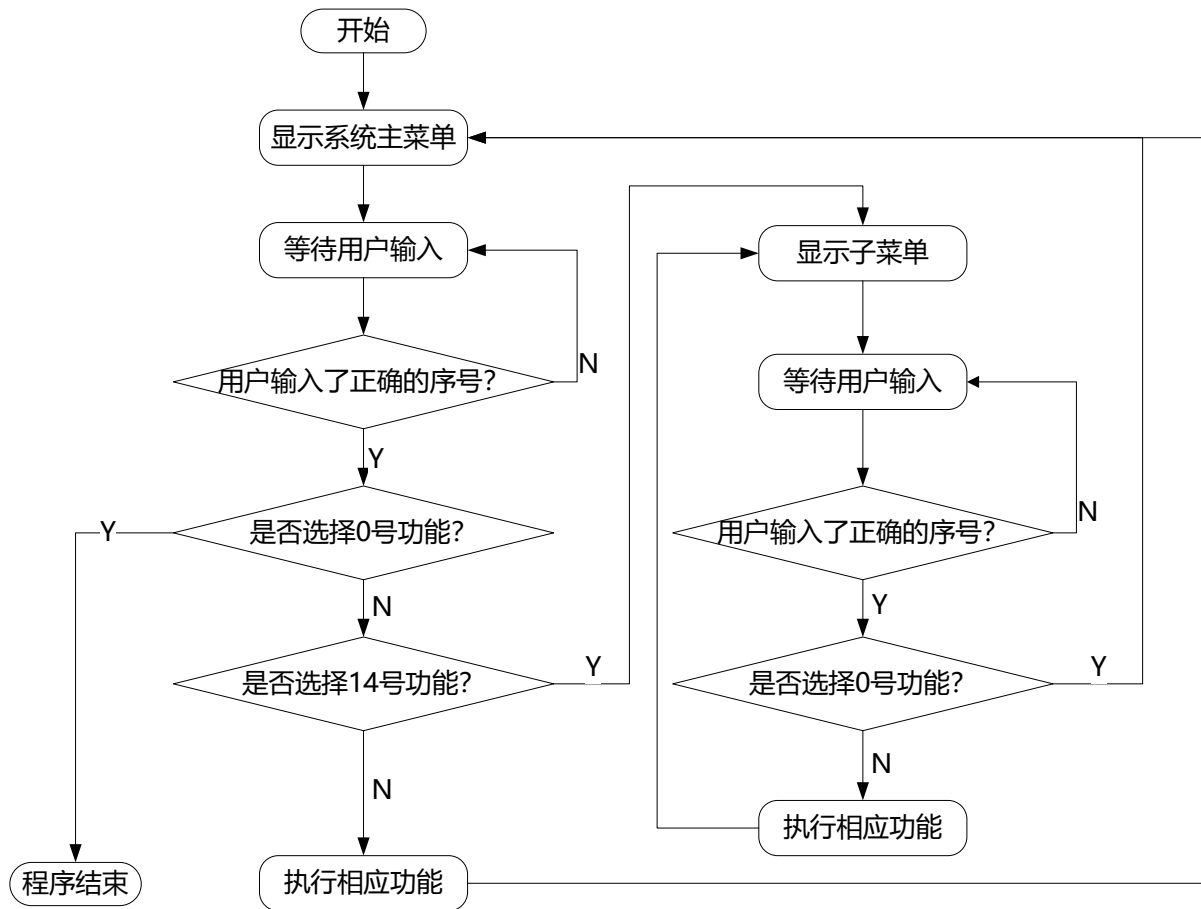 开始
显示系统主菜单
等待用户输入
用户输入了正确的序号?
N
Y
是否选择0号功能?
Y
N
是否选择14号功能?
Y
N
执行相应功能
程序结束
显示子菜单
等待用户输入
用户输入了正确的序号?
N
Y
是否选择0号功能?
Y
N
执行相应功能